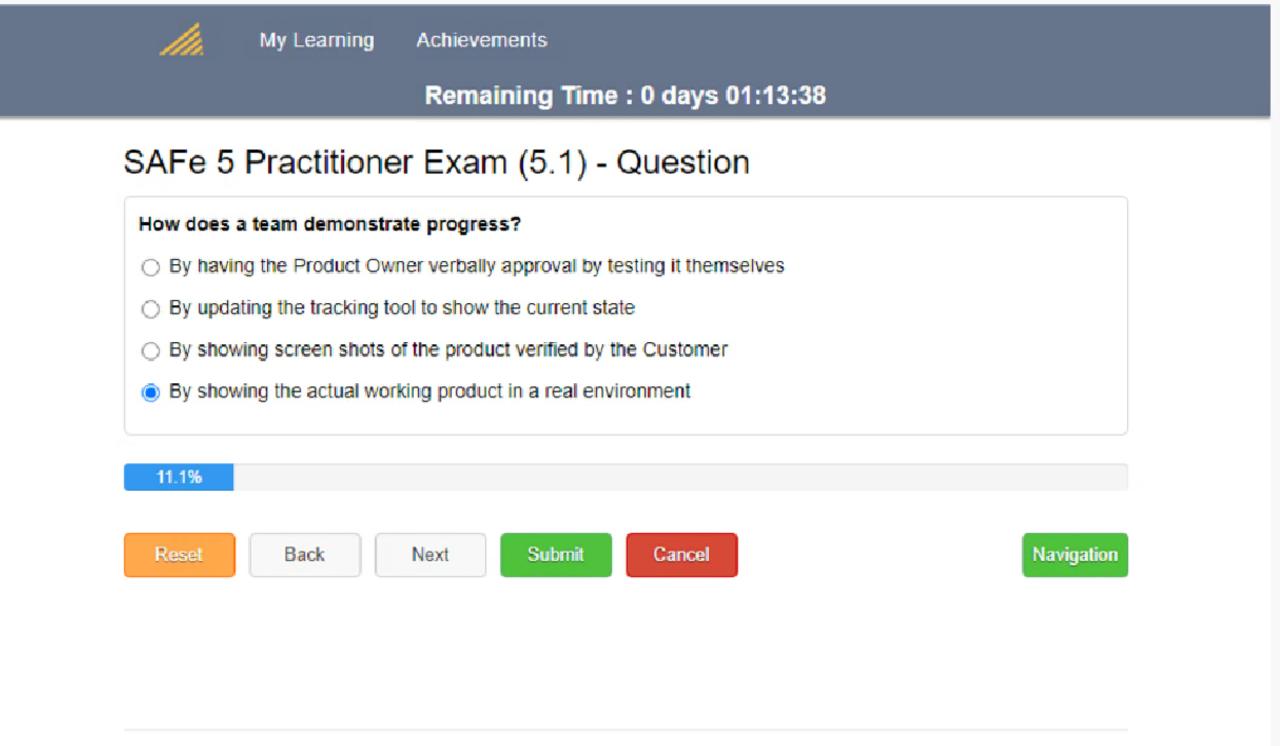 My Learning Achievements
Remaining Time : 0 days 01:13:38
SAFe 5 Practitioner Exam (5.1) - Question
How does a team demonstrate progress?
By having the Product Owner verbally approval by testing it themselves
By updating the tracking tool to show the current state
By showing screen shots of the product verified by the Customer
By showing the actual working product in a real environment
11.1%
Reset Back Next Submit Cancel Navigation